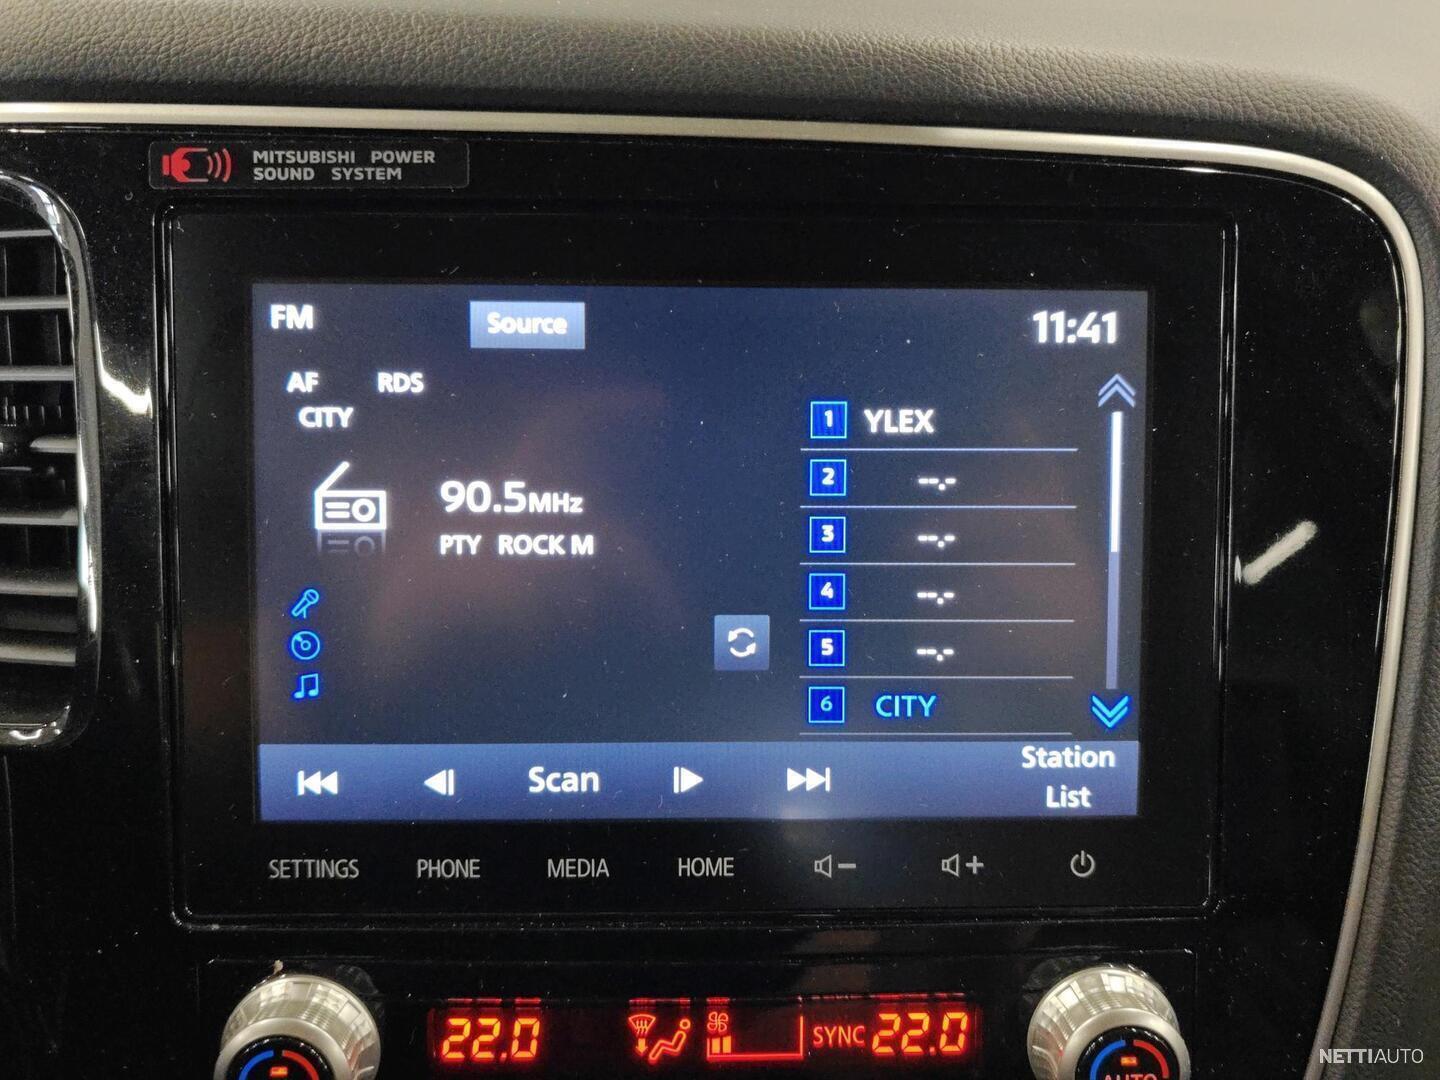 MITSUBISHI POWER
SOUND SYSTEM
FM
Source
11:41
AF RDS
CITY
90.5MHz
PTY ROCK M
1 YLEX
2 --.-
3 --.-
4 --.-
5 --.-
6 CITY
Scan
Station
List
SETTINGS PHONE MEDIA HOME
22.0 SYNC 22.0
AUTO
NETTIAUTO